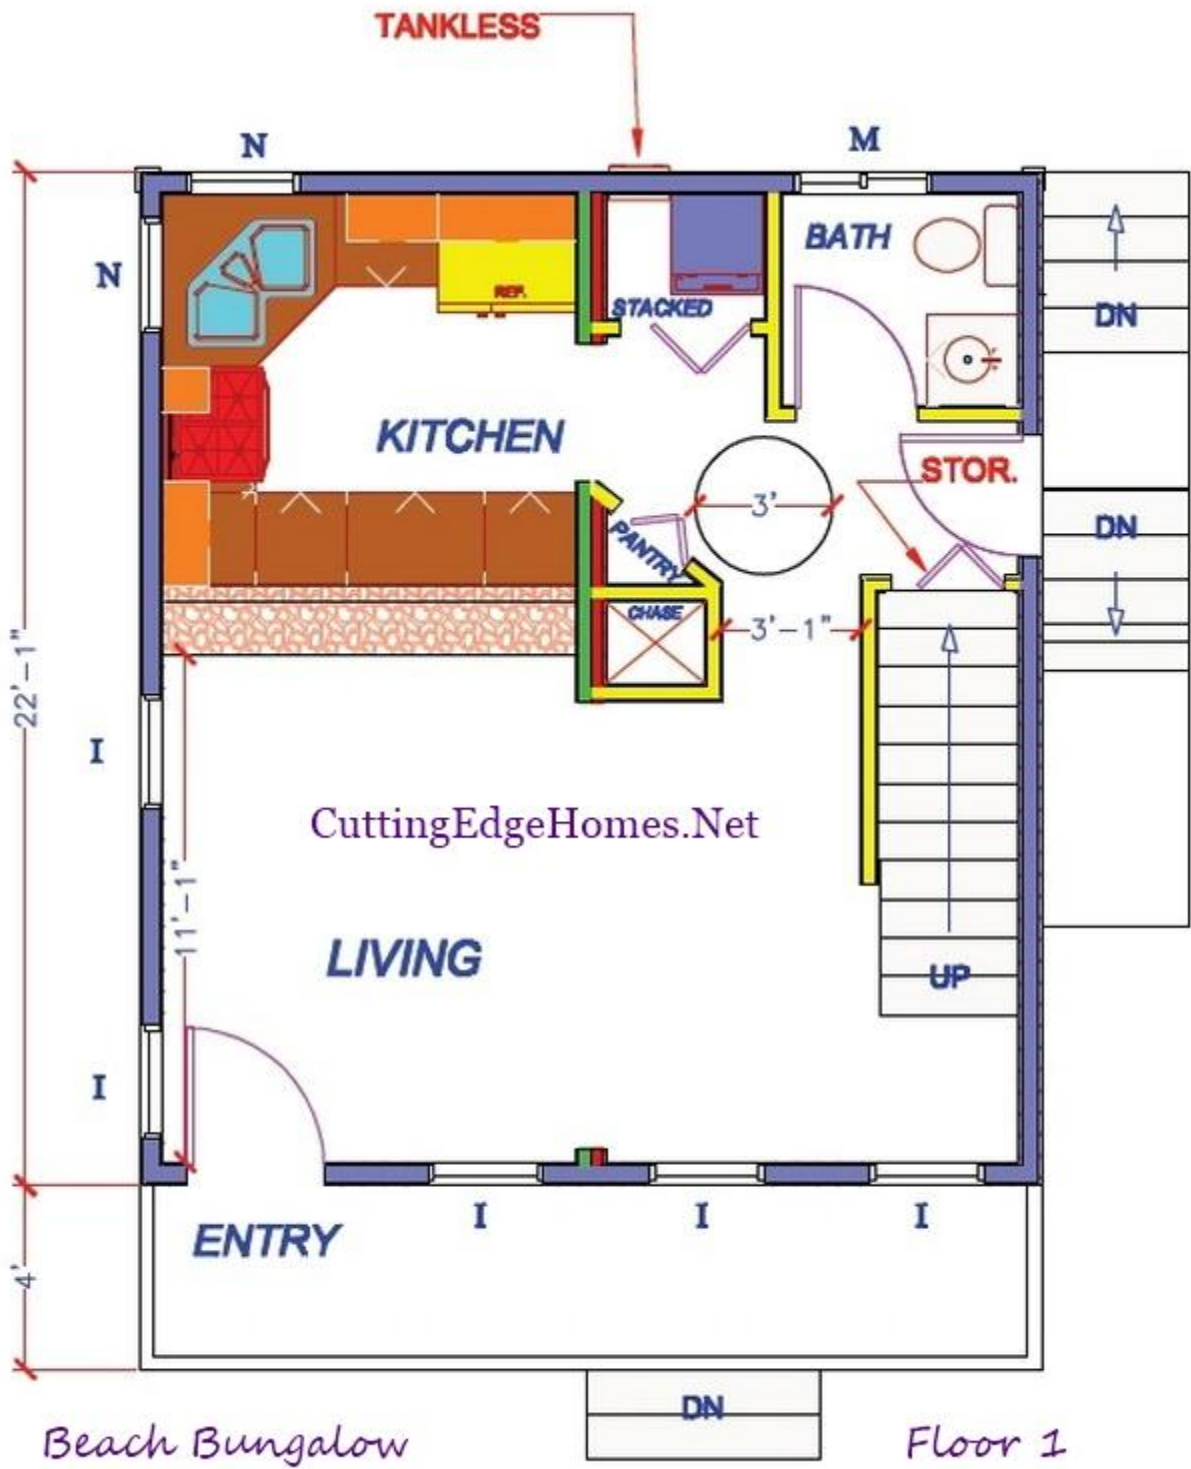 TANKLESS
N
M
BATH
N
REF.
STACKED
DN
KITCHEN
STOR.
3'
DN
PANTRY
CHASE
3'-1"
22'-1"
I
CuttingEdgeHomes.Net
11'-1"
LIVING
UP
I
I
I
I
ENTRY
4'
DN
Beach Bungalow
Floor 1